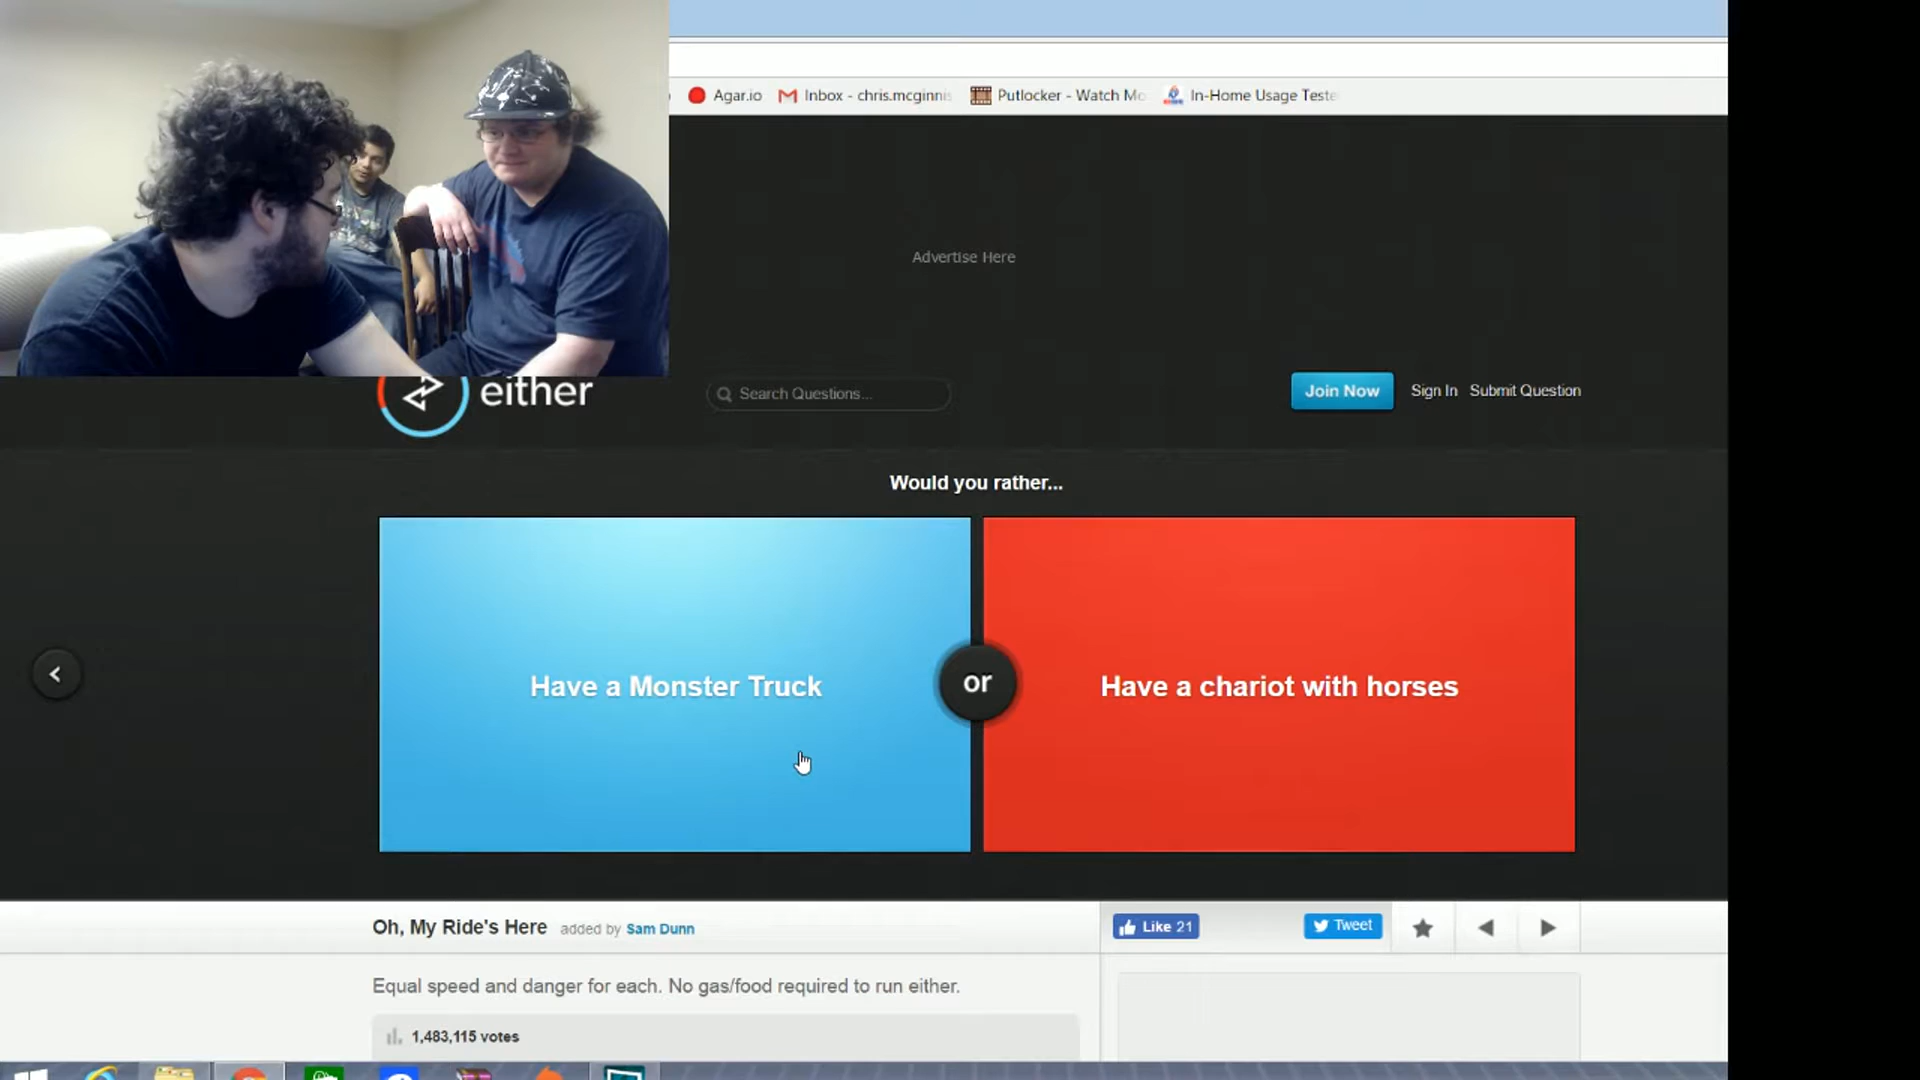 Agar.io
Inbox - chris.mcginnis
Putlocker - Watch Mo
In-Home Usage Teste
Advertise Here
either
Search Questions...
Join Now
Sign In
Submit Question
Would you rather...
Have a Monster Truck
or
Have a chariot with horses
Oh, My Ride's Here added by Sam Dunn
Like 21
Tweet
Equal speed and danger for each. No gas/food required to run either.
1,483,115 votes